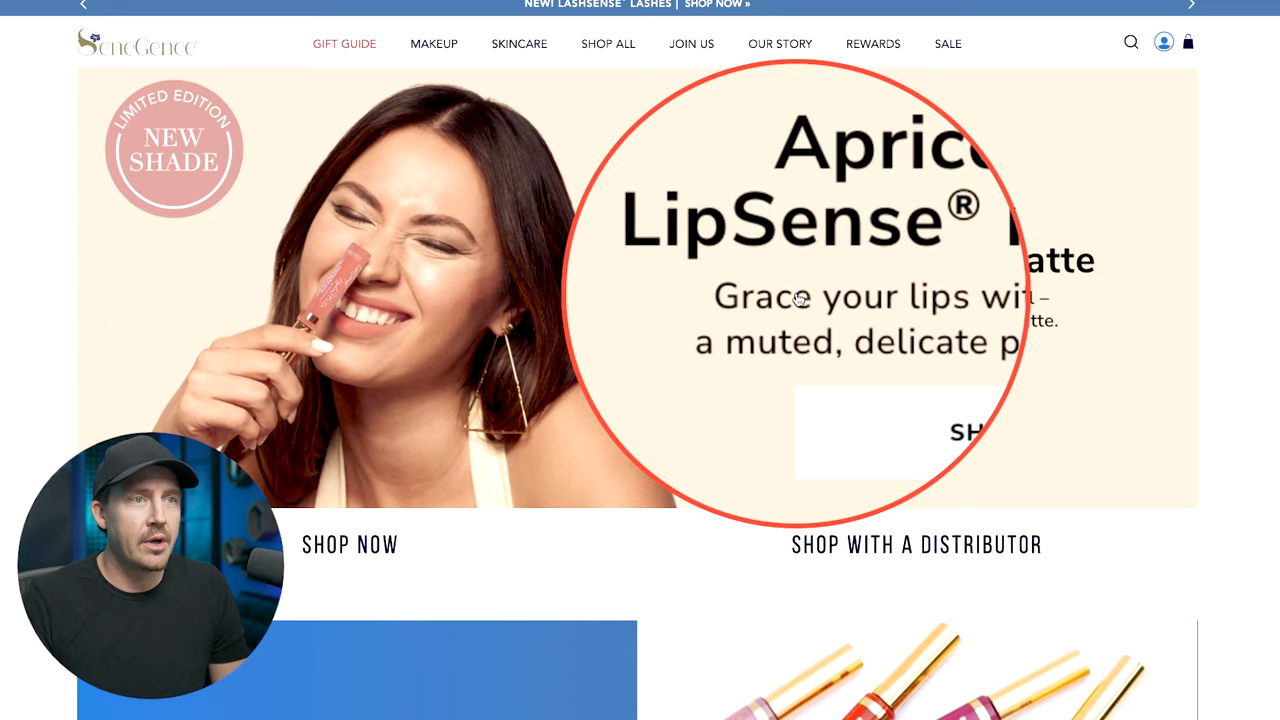 NEW! LASHSENSE® LASHES | SHOP NOW »
SeneGence
GIFT GUIDE MAKEUP SKINCARE SHOP ALL JOIN US OUR STORY REWARDS SALE
LIMITED EDITION
NEW
SHADE
Aprico
LipSense®
atte
Grace your lips wit
–
a muted, delicate p
tte.
SH
SHOP NOW
SHOP WITH A DISTRIBUTOR